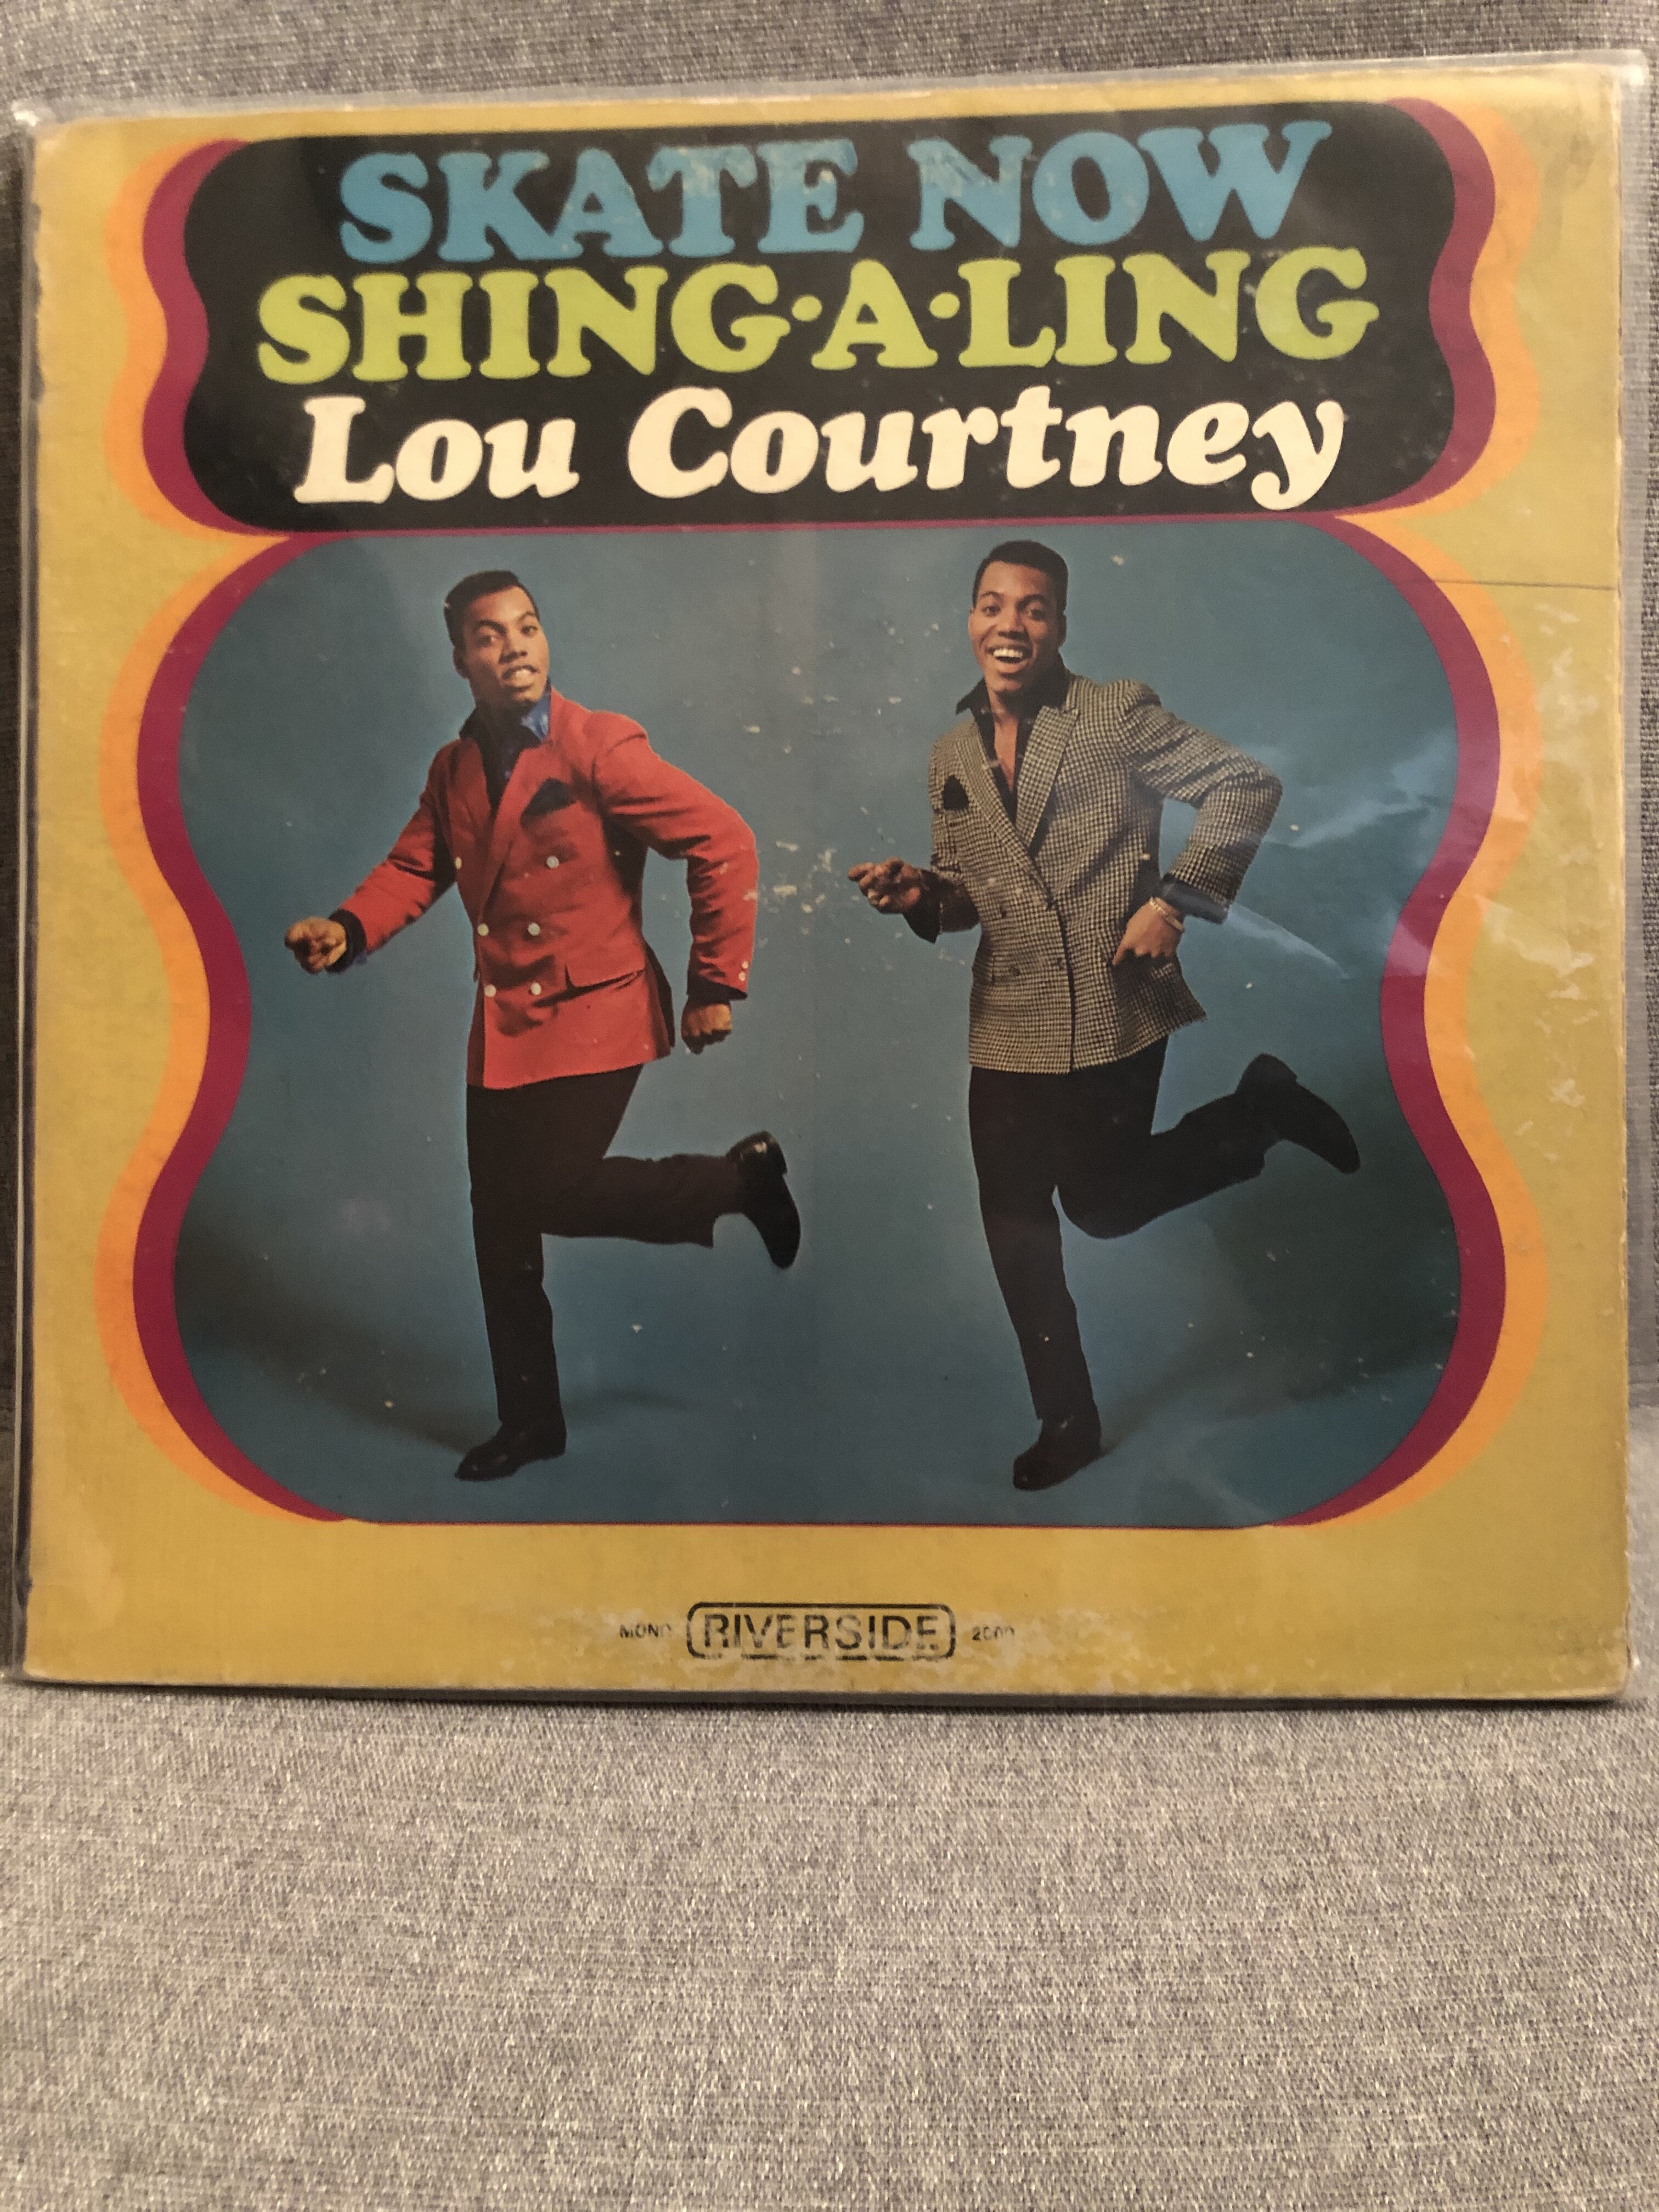 SKATE NOW
SHING·A·LING
Lou Courtney
MONO RIVERSIDE 2000